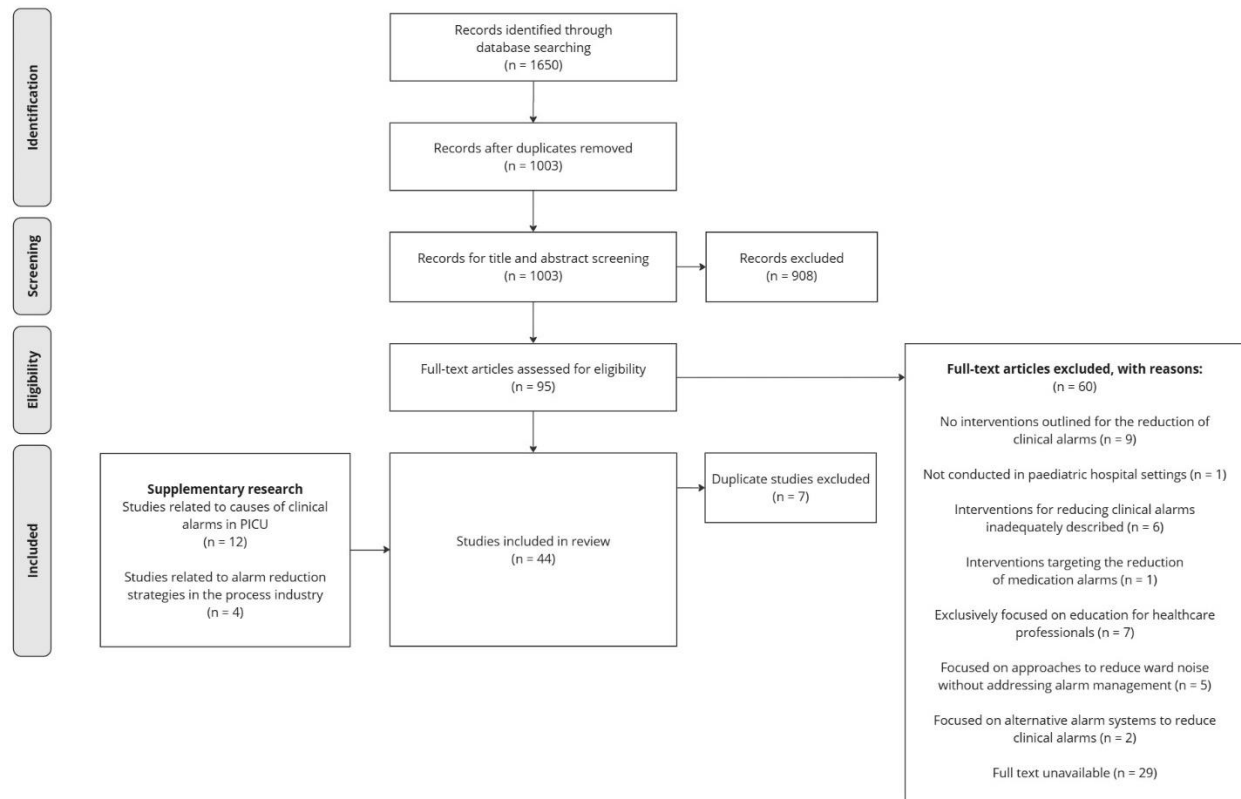 Identification
Records identified through
database searching
(n = 1650)
Records after duplicates removed
(n = 1003)
Screening
Records for title and abstract screening
(n = 1003)
Records excluded
(n = 908)
Eligibility
Full-text articles assessed for eligibility
(n = 95)
Full-text articles excluded, with reasons:
(n = 60)
No interventions outlined for the reduction of
clinical alarms (n = 9)
Not conducted in paediatric hospital settings (n = 1)
Interventions for reducing clinical alarms
inadequately described (n = 6)
Interventions targeting the reduction
of medication alarms (n = 1)
Exclusively focused on education for healthcare
professionals (n = 7)
Focused on approaches to reduce ward noise
without addressing alarm management (n = 5)
Focused on alternative alarm systems to reduce
clinical alarms (n = 2)
Full text unavailable (n = 29)
Included
Supplementary research
Studies related to causes of clinical
alarms in PICU
(n = 12)
Studies related to alarm reduction
strategies in the process industry
(n = 4)
Studies included in review
(n = 44)
Duplicate studies excluded
(n = 7)